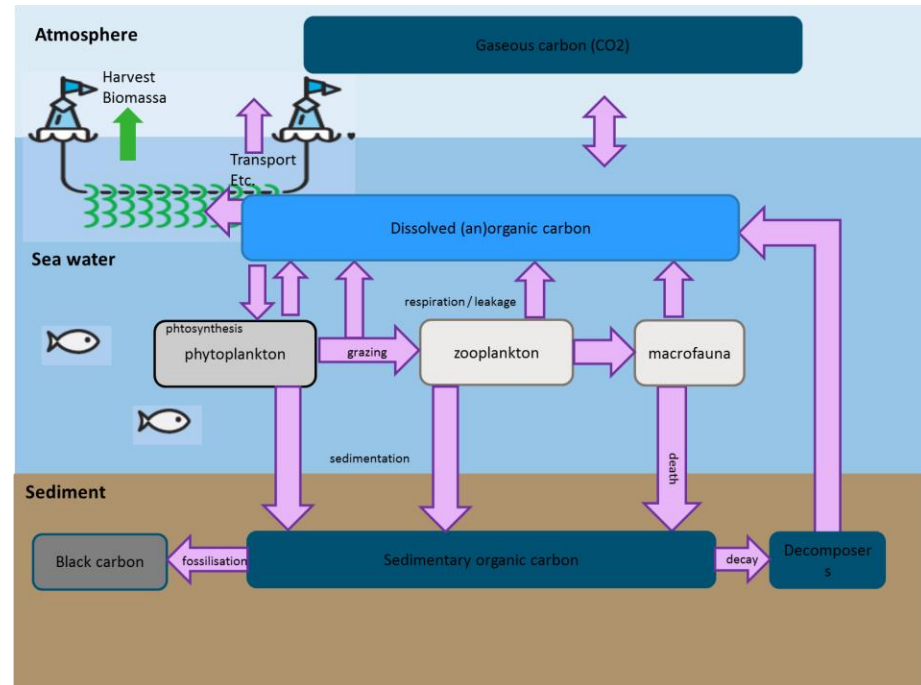 Atmosphere
Gaseous carbon (CO2)
Harvest
Biomassa
Transport
Etc.
Dissolved (an)organic carbon
Sea water
respiration / leakage
phtosynthesis
phytoplankton
grazing
zooplankton
macrofauna
sedimentation
death
Sediment
Black carbon
fossilisation
Sedimentary organic carbon
decay
Decomposer
s